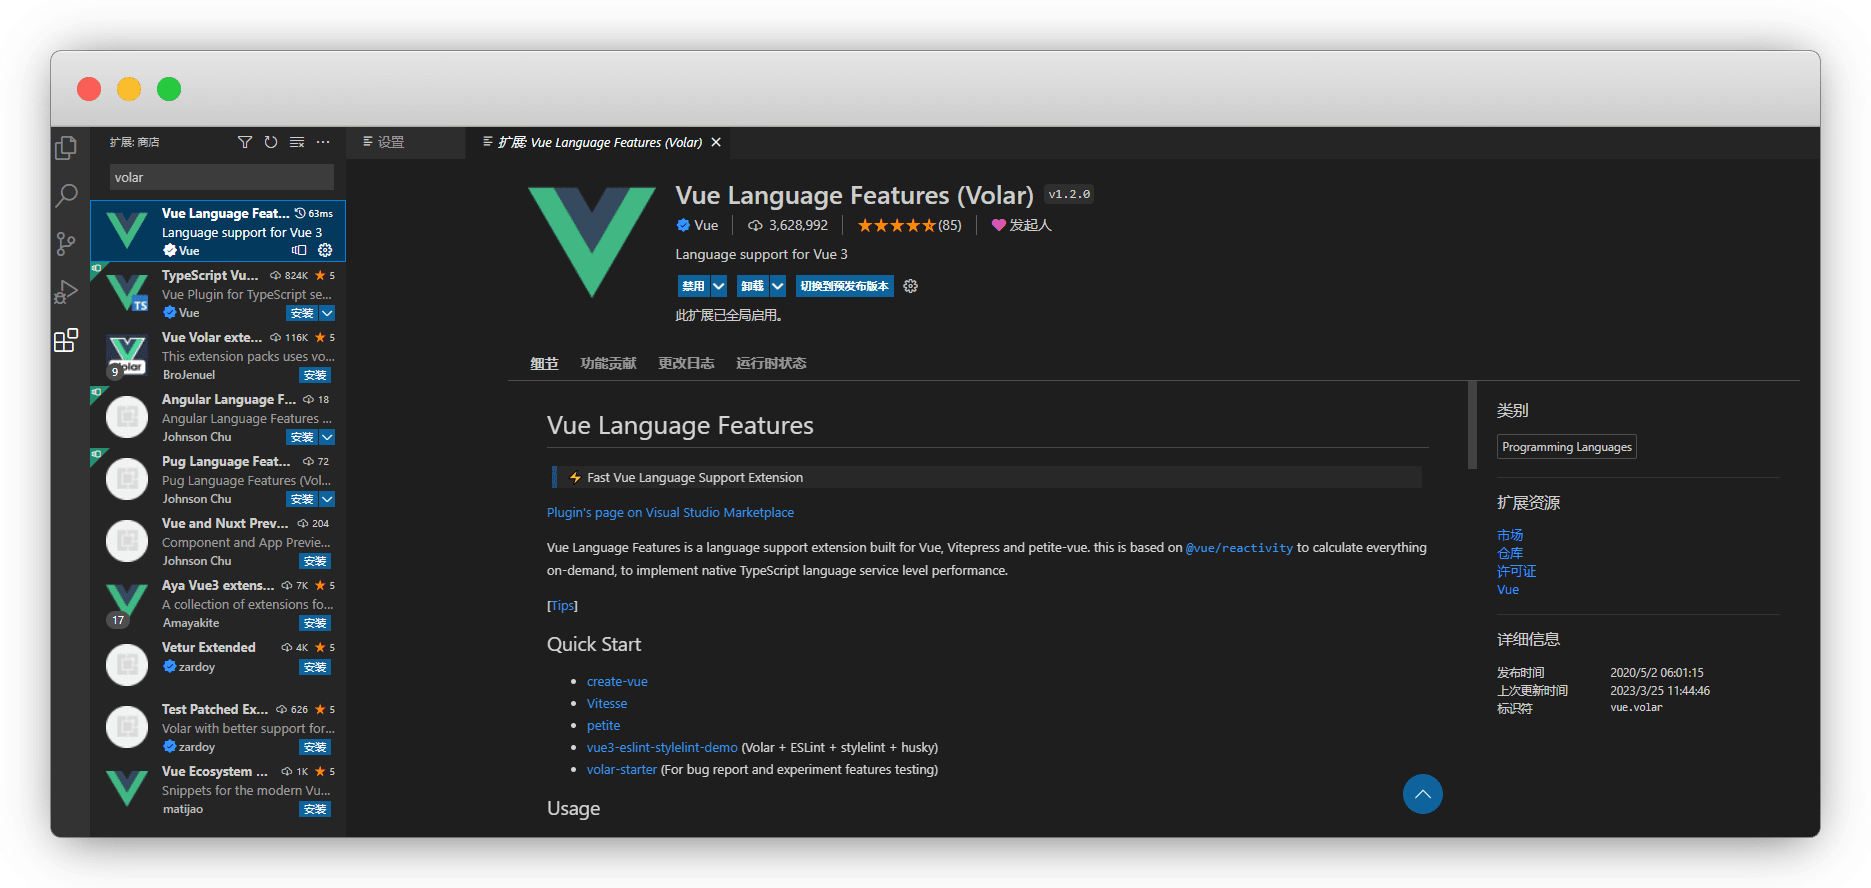 扩展: 商店
volar
Vue Language Feat... 63ms
Language support for Vue 3
Vue
TypeScript Vu... 824K 5
Vue Plugin for TypeScript se...
TS
Vue 安装
Vue Volar exte... 116K 5
This extension packs uses vo...
volar
9
BroJenuel 安装
Angular Language F... 18
Angular Language Features ...
Johnson Chu 安装
Pug Language Feat... 72
Pug Language Features (Vol...
Johnson Chu 安装
Vue and Nuxt Prev... 204
Component and App Previe...
Johnson Chu 安装
Aya Vue3 extens... 7K 5
A collection of extensions fo...
17
Amayakite 安装
Vetur Extended 4K 5
zardoy 安装
Test Patched Ex... 626 5
Volar with better support for...
zardoy 安装
Vue Ecosystem ... 1K 5
Snippets for the modern Vu...
matijao 安装
设置
扩展: Vue Language Features (Volar)
Vue Language Features (Volar) v1.2.0
Vue 3,628,992 (85) 发起人
Language support for Vue 3
禁用 卸载 切换到预发布版本
此扩展已全局启用。
细节 功能贡献 更改日志 运行时状态
Vue Language Features
⚡ Fast Vue Language Support Extension
Plugin's page on Visual Studio Marketplace
Vue Language Features is a language support extension built for Vue, Vitepress and petite-vue. this is based on @vue/reactivity to calculate everything
on-demand, to implement native TypeScript language service level performance.
[Tips]
Quick Start
• create-vue
• Vitesse
• petite
• vue3-eslint-stylelint-demo (Volar + ESLint + stylelint + husky)
• volar-starter (For bug report and experiment features testing)
Usage
类别
Programming Languages
扩展资源
市场
仓库
许可证
Vue
详细信息
发布时间 2020/5/2 06:01:15
上次更新时间 2023/3/25 11:44:46
标识符 vue.volar